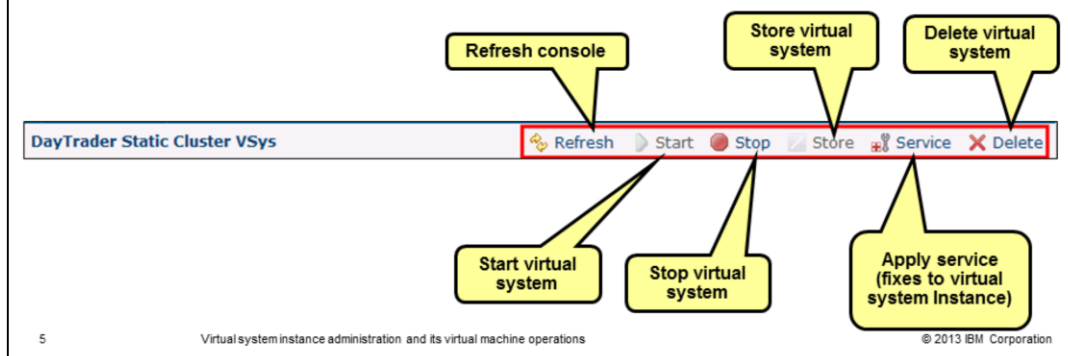 Refresh console
Store virtual
system
Delete virtual
system
DayTrader Static Cluster VSys
Refresh Start Stop Store Service Delete
Start virtual
system
Stop virtual
system
Apply service
(fixes to virtual
system Instance)
5 Virtual system instance administration and its virtual machine operations © 2013 IBM Corporation